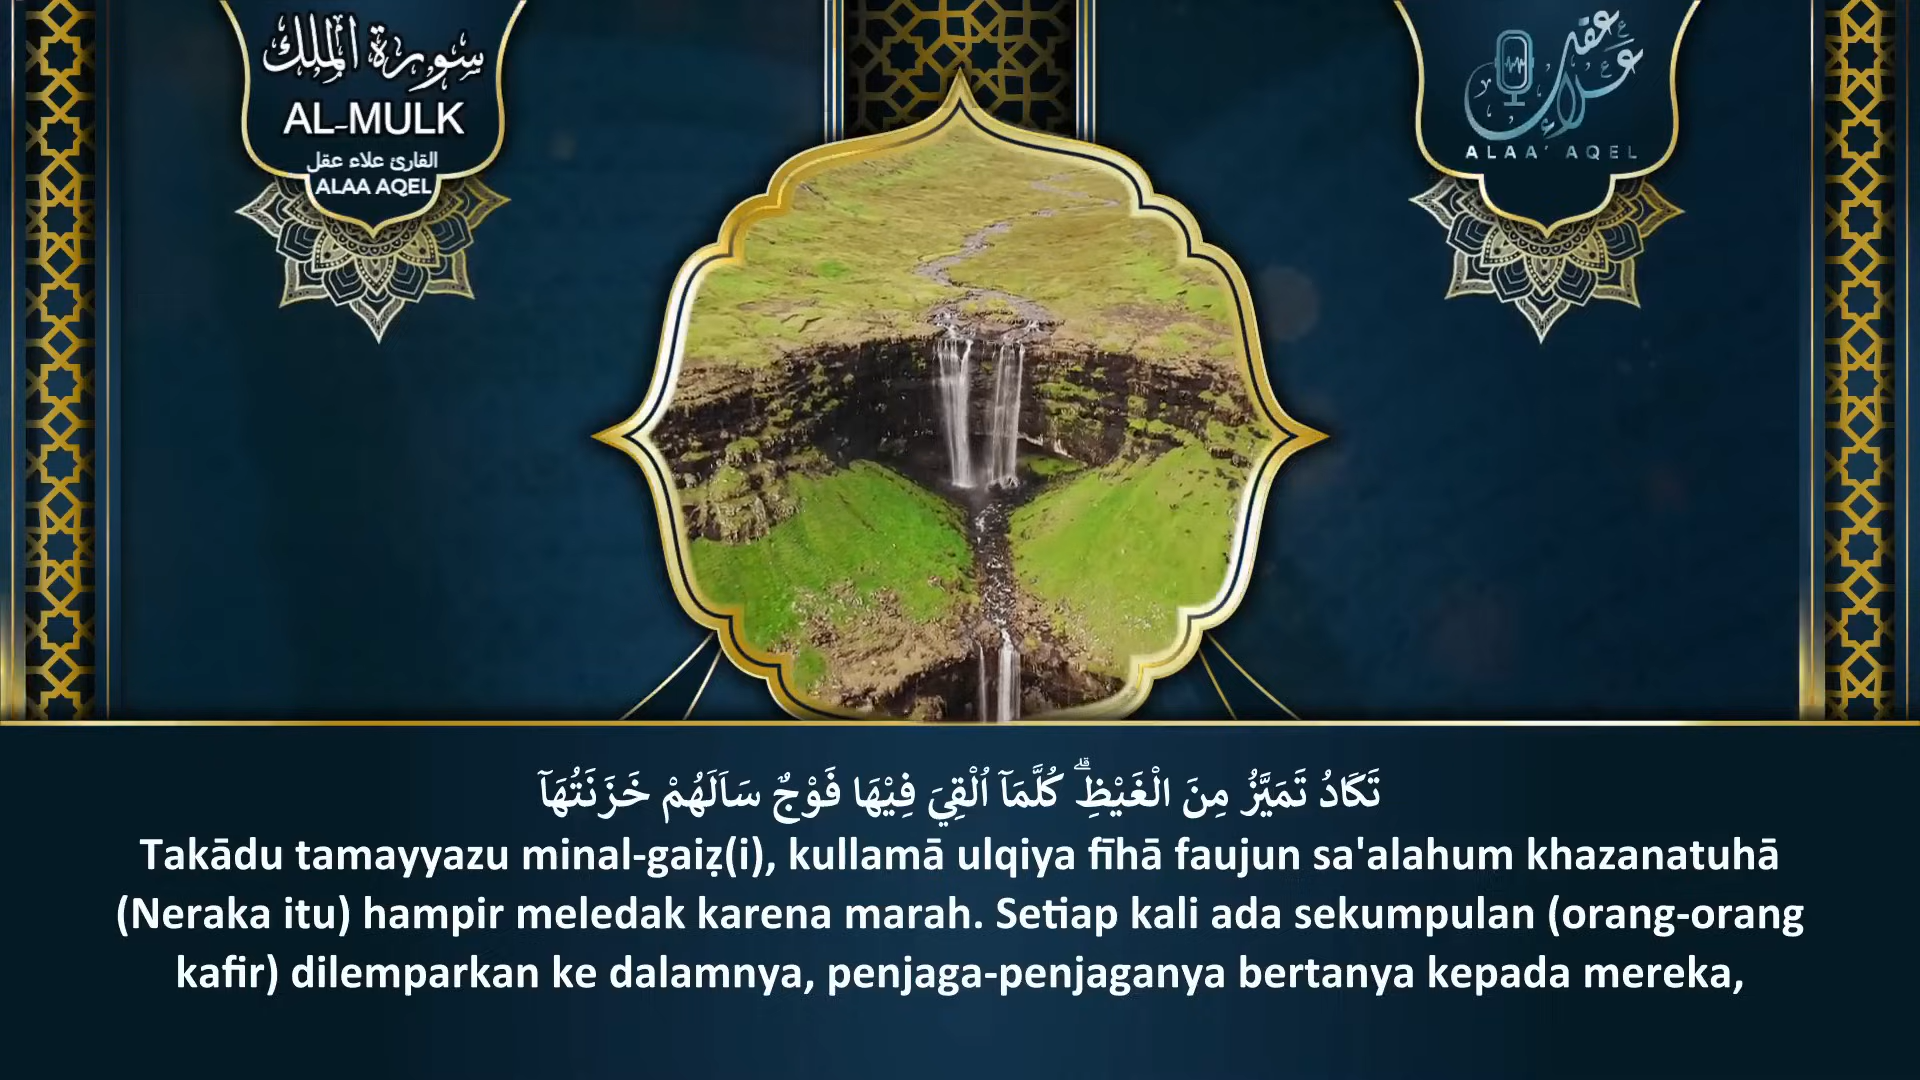 سورة الملك
AL-MULK
القارئ علاء عقل
ALAA AQEL
علاء عقل
ALAA' AQEL
تَكَادُ تَمَيَّزُ مِنَ الْغَيْظِۗ كُلَّمَآ اُلْقِيَ فِيْهَا فَوْجٌ سَاَلَهُمْ خَزَنَتُهَآ
Takādu tamayyazu minal-gaiẓ(i), kullamā ulqiya fīhā faujun sa'alahum khazanatuhā
(Neraka itu) hampir meledak karena marah. Setiap kali ada sekumpulan (orang-orang
kafir) dilemparkan ke dalamnya, penjaga-penjaganya bertanya kepada mereka,